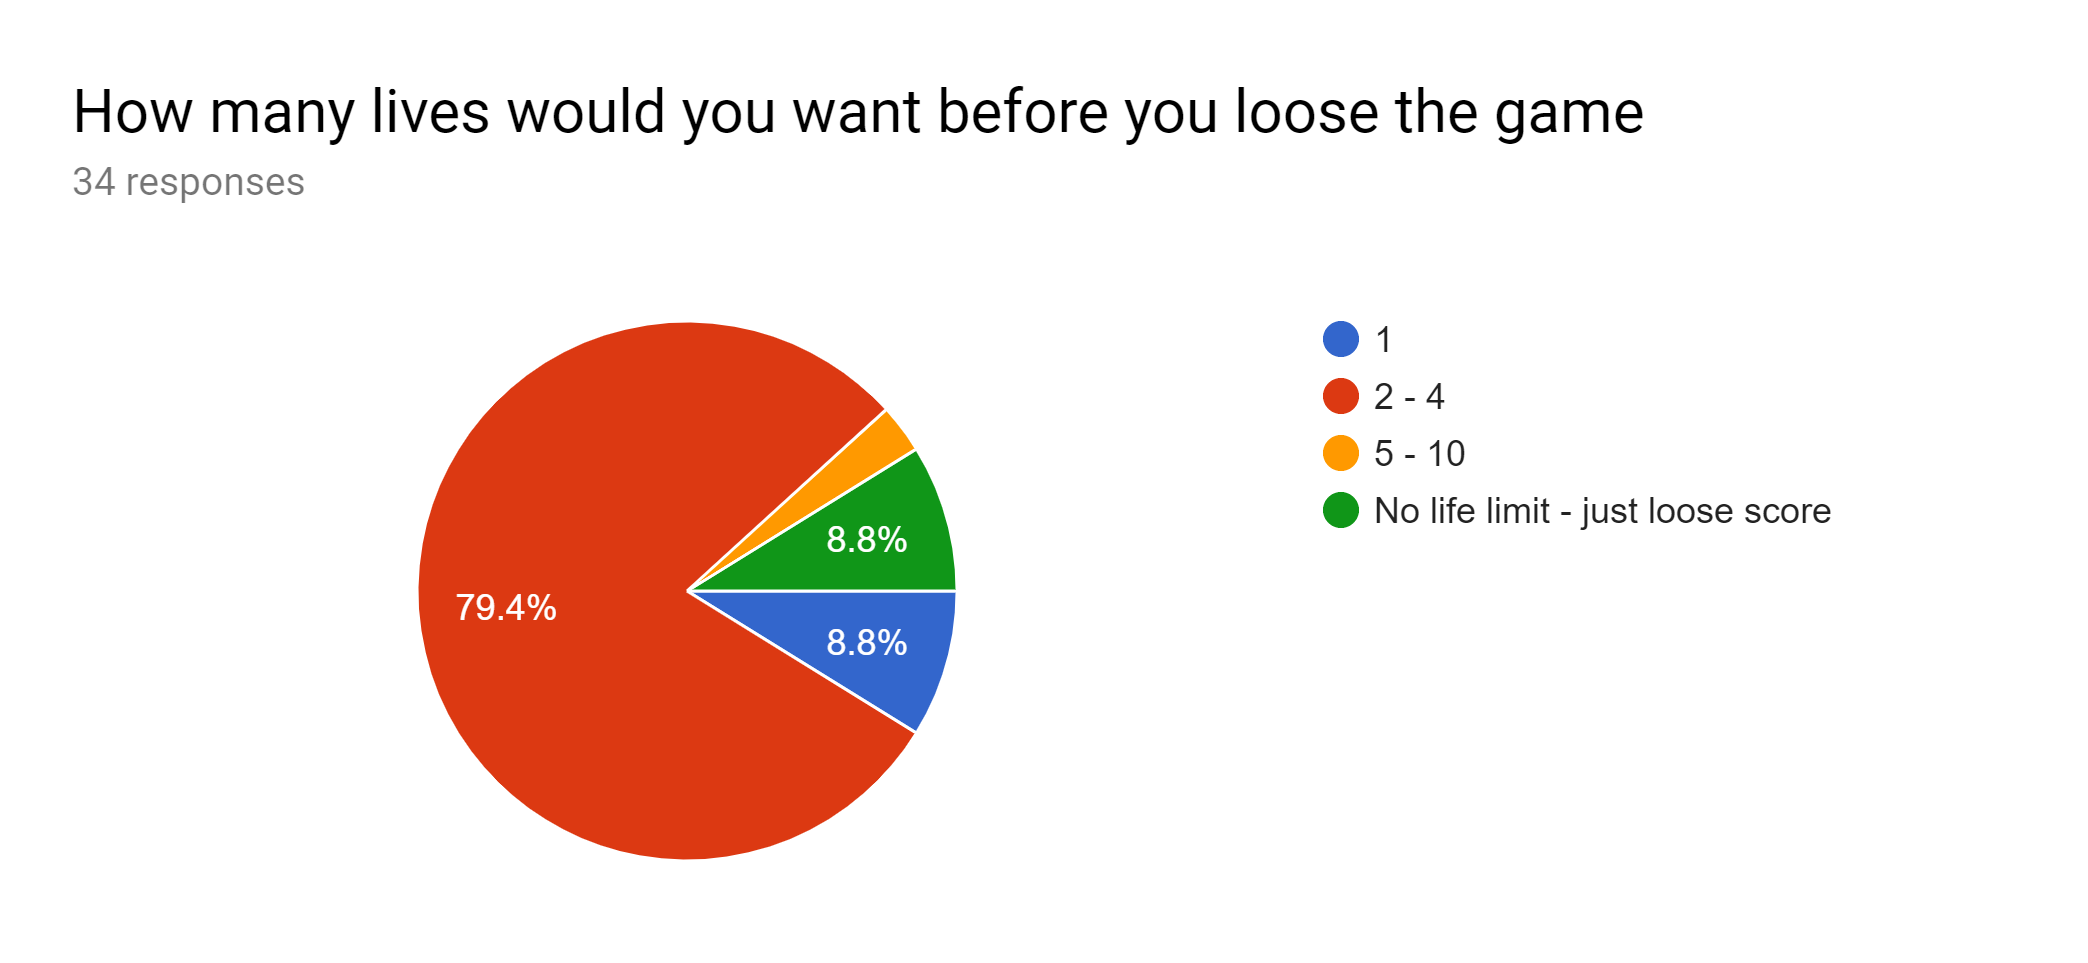 How many lives would you want before you loose the game
34 responses
1
2 - 4
5 - 10
No life limit - just loose score
8.8%
79.4%
8.8%